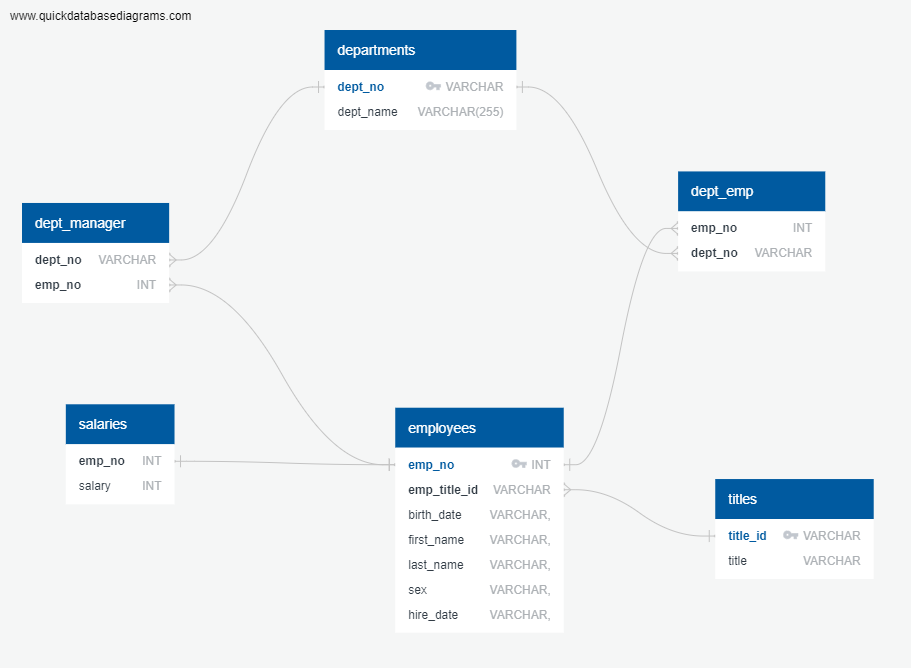 www.quickdatabasediagrams.com
departments
dept_no VARCHAR
dept_name VARCHAR(255)
dept_emp
emp_no INT
dept_no VARCHAR
dept_manager
dept_no VARCHAR
emp_no INT
salaries
emp_no INT
salary INT
employees
emp_no INT
emp_title_id VARCHAR
birth_date VARCHAR,
first_name VARCHAR,
last_name VARCHAR,
sex VARCHAR,
hire_date VARCHAR,
titles
title_id VARCHAR
title VARCHAR